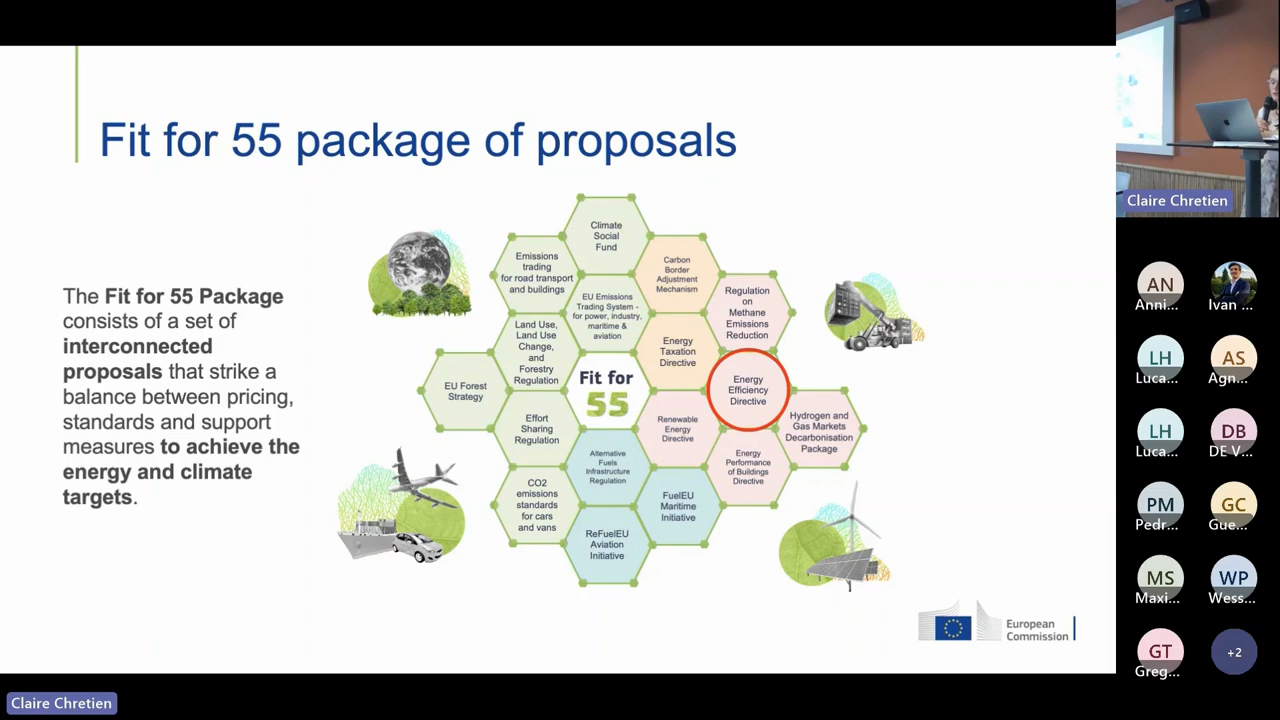 Fit for 55 package of proposals
The Fit for 55 Package
consists of a set of
interconnected
proposals that strike a
balance between pricing,
standards and support
measures to achieve the
energy and climate
targets.
Climate
Social
Fund
Emissions
trading
for road transport
and buildings
Carbon
Border
Adjustment
Mechanism
EU Emissions
Trading System -
for power, industry,
maritime &
aviation
Regulation
on
Methane
Emissions
Reduction
Land Use,
Land Use
Change,
and
Forestry
Regulation
Energy
Taxation
Directive
EU Forest
Strategy
Fit for
55
Energy
Efficiency
Directive
Effort
Sharing
Regulation
Renewable
Energy
Directive
Hydrogen and
Gas Markets
Decarbonisation
Package
Alternative
Fuels
Infrastructure
Regulation
Energy
Performance
of Buildings
Directive
CO2
emissions
standards
for cars
and vans
FuelEU
Maritime
Initiative
ReFuelEU
Aviation
Initiative
European
Commission
Claire Chretien
Claire Chretien
AN
Anni...
Ivan ...
LH
Luca...
AS
Agn...
LH
Luca...
DB
DE V...
PM
Pedr...
GC
Gue...
MS
Maxi...
WP
Wess...
GT
Greg...
+2